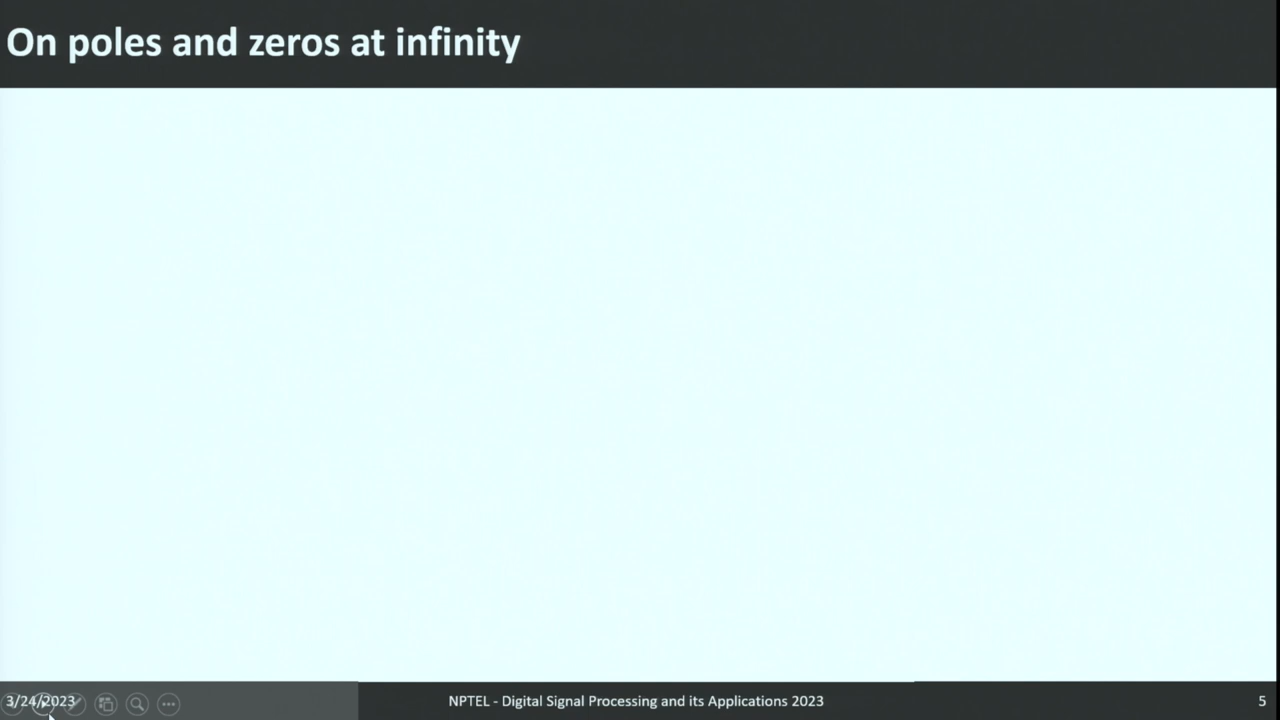 On poles and zeros at infinity
3/24/2023
NPTEL - Digital Signal Processing and its Applications 2023
5